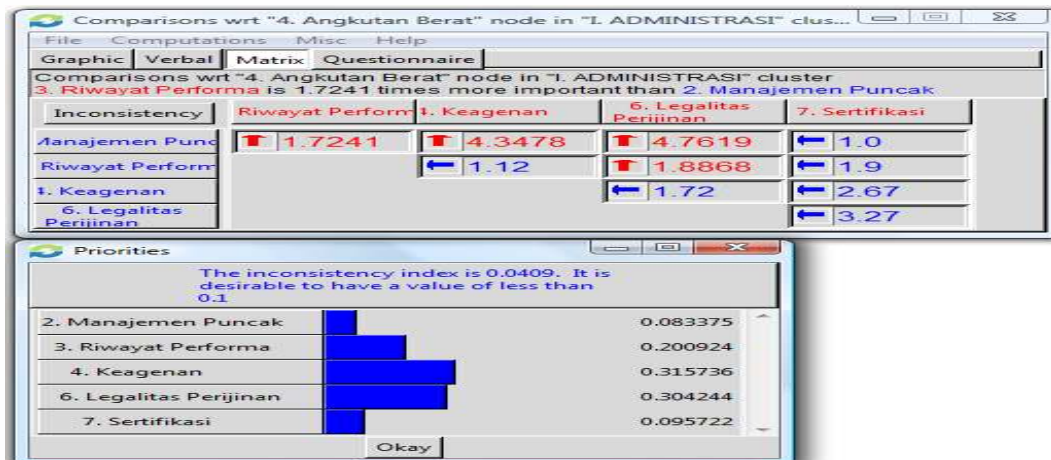 Comparisons wrt "4. Angkutan Berat" node in "I. ADMINISTRASI" clus...
File Computations Misc Help
Graphic Verbal Matrix Questionnaire
Comparisons wrt "4. Angkutan Berat" node in "I. ADMINISTRASI" cluster
3. Riwayat Performa is 1.7241 times more important than 2. Manajemen Puncak
Inconsistency Riwayat Perform 4. Keagenan 6. Legalitas Perijinan 7. Sertifikasi
Manajemen Punc 1.7241 4.3478 4.7619 1.0
Riwayat Perform 1.12 1.8868 1.9
4. Keagenan 1.72 2.67
6. Legalitas Perijinan 3.27
Priorities
The inconsistency index is 0.0409. It is
desirable to have a value of less than
0.1
2. Manajemen Puncak 0.083375
3. Riwayat Performa 0.200924
4. Keagenan 0.315736
6. Legalitas Perijinan 0.304244
7. Sertifikasi 0.095722
Okay